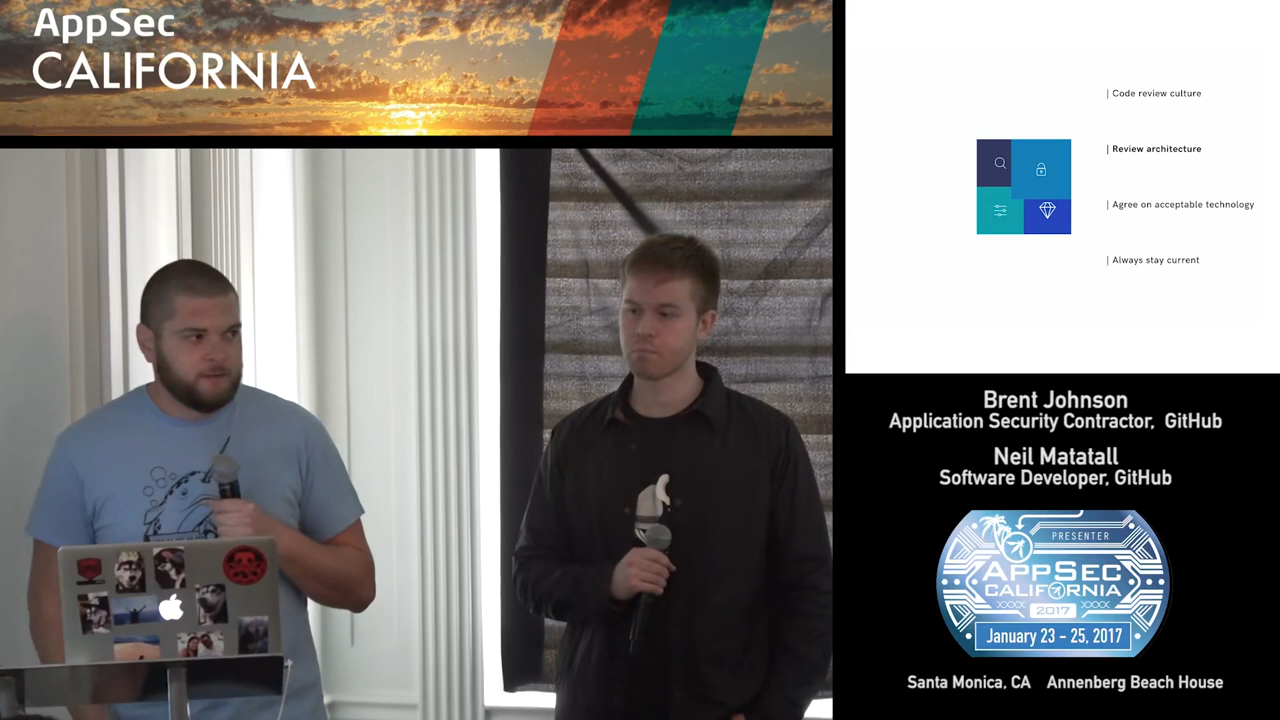 AppSec
CALIFORNIA
| Code review culture
| Review architecture
| Agree on acceptable technology
| Always stay current
Brent Johnson
Application Security Contractor, GitHub
Neil Matatall
Software Developer, GitHub
PRESENTER
APPSEC
CALIFORNIA
XXXX 2017 XXXX
January 23 - 25, 2017
Santa Monica, CA Annenberg Beach House